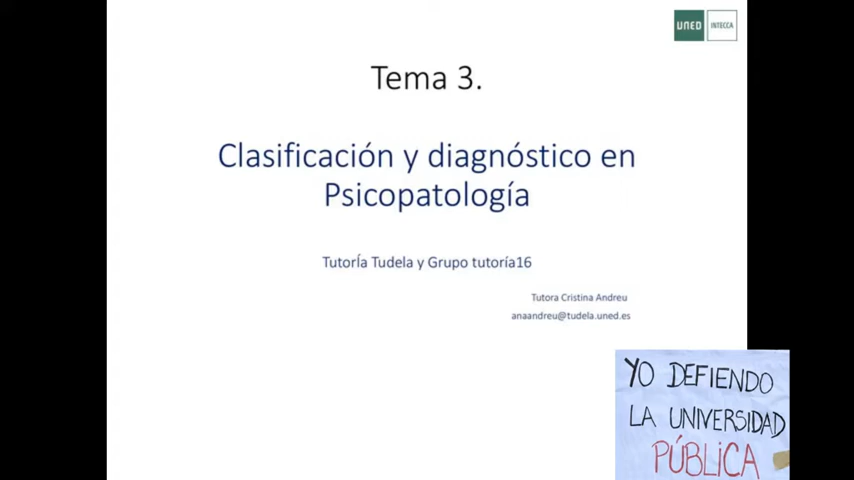 UNED
INTECCA
Tema 3.
Clasificación y diagnóstico en
Psicopatología
TutorÍa Tudela y Grupo tutoría16
Tutora Cristina Andreu
anaandreu@tudela.uned.es
YO DEFIENDO
LA UNIVERSIDAD
PÚBLICA